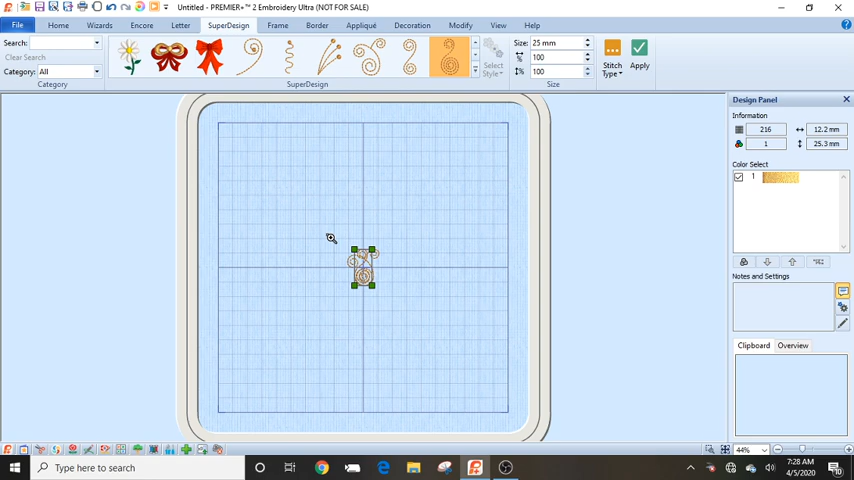 Untitled - PREMIER+™ 2 Embroidery Ultra (NOT FOR SALE)
File Home Wizards Encore Letter SuperDesign Frame Border Appliqué Decoration Modify View Help
Search:
Clear Search
Category: All
Category
SuperDesign
Select Style
Size: 25 mm
100
100
Size
Stitch Type
Apply
Design Panel
Information
216 12.2 mm
1 25.3 mm
Color Select
1
Notes and Settings
Clipboard Overview
44%
Type here to search
7:28 AM
4/5/2020